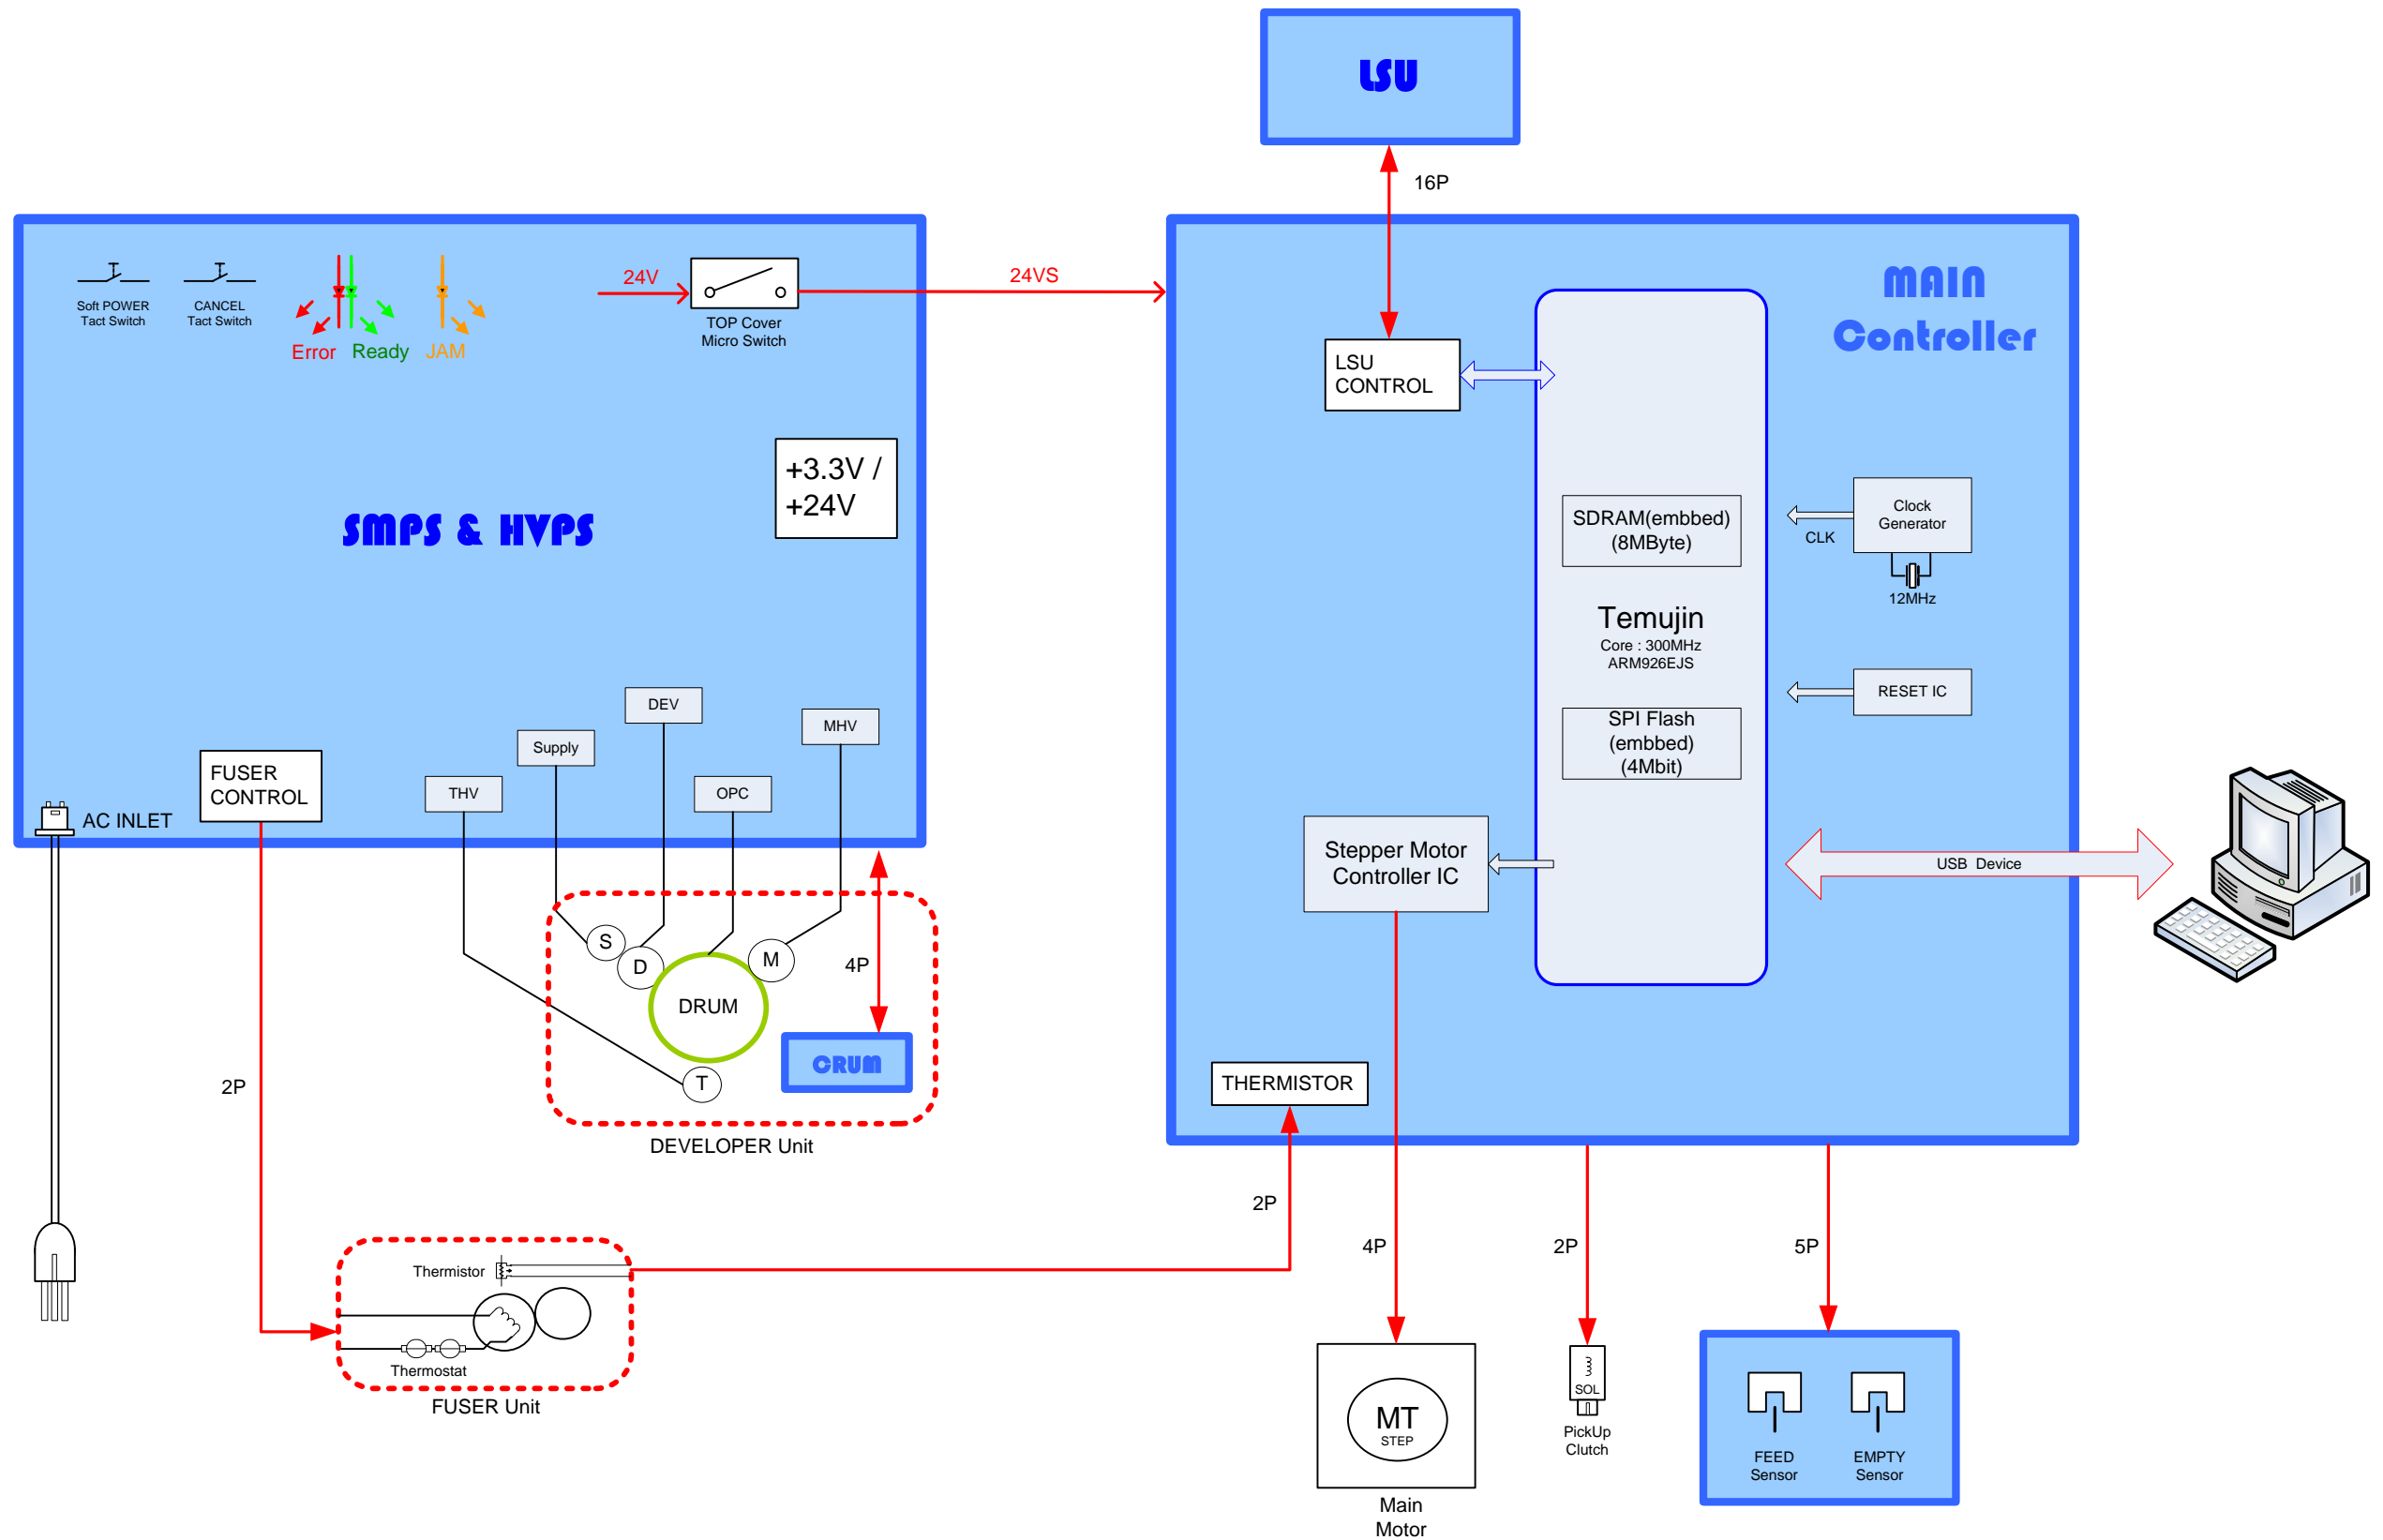 LSU
16P
Soft POWER
Tact Switch
CANCEL
Tact Switch
Error
Ready
JAM
24V
TOP Cover
Micro Switch
24VS
MAIN
Controller
LSU
CONTROL
+3.3V /
+24V
SMPS & HVPS
SDRAM(embbed)
(8MByte)
Clock
Generator
CLK
12MHz
Temujin
Core : 300MHz
ARM926EJS
RESET IC
SPI Flash
(embbed)
(4Mbit)
DEV
MHV
Supply
FUSER
CONTROL
THV
OPC
AC INLET
Stepper Motor
Controller IC
USB Device
S
D
M
4P
DRUM
CRUM
T
2P
THERMISTOR
DEVELOPER Unit
2P
4P
2P
5P
Thermistor
Thermostat
FUSER Unit
MT
STEP
Main
Motor
SOL
PickUp
Clutch
FEED
Sensor
EMPTY
Sensor